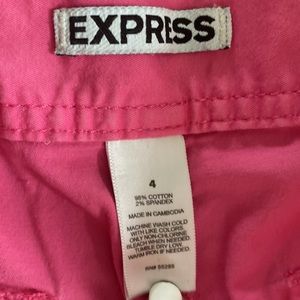 EXPRESS
4
98% COTTON
2% SPANDEX
MADE IN CAMBODIA
MACHINE WASH COLD
WITH LIKE COLORS.
ONLY NON-CHLORINE
BLEACH WHEN NEEDED.
TUMBLE DRY LOW.
WARM IRON IF NEEDED.
RN# 55285